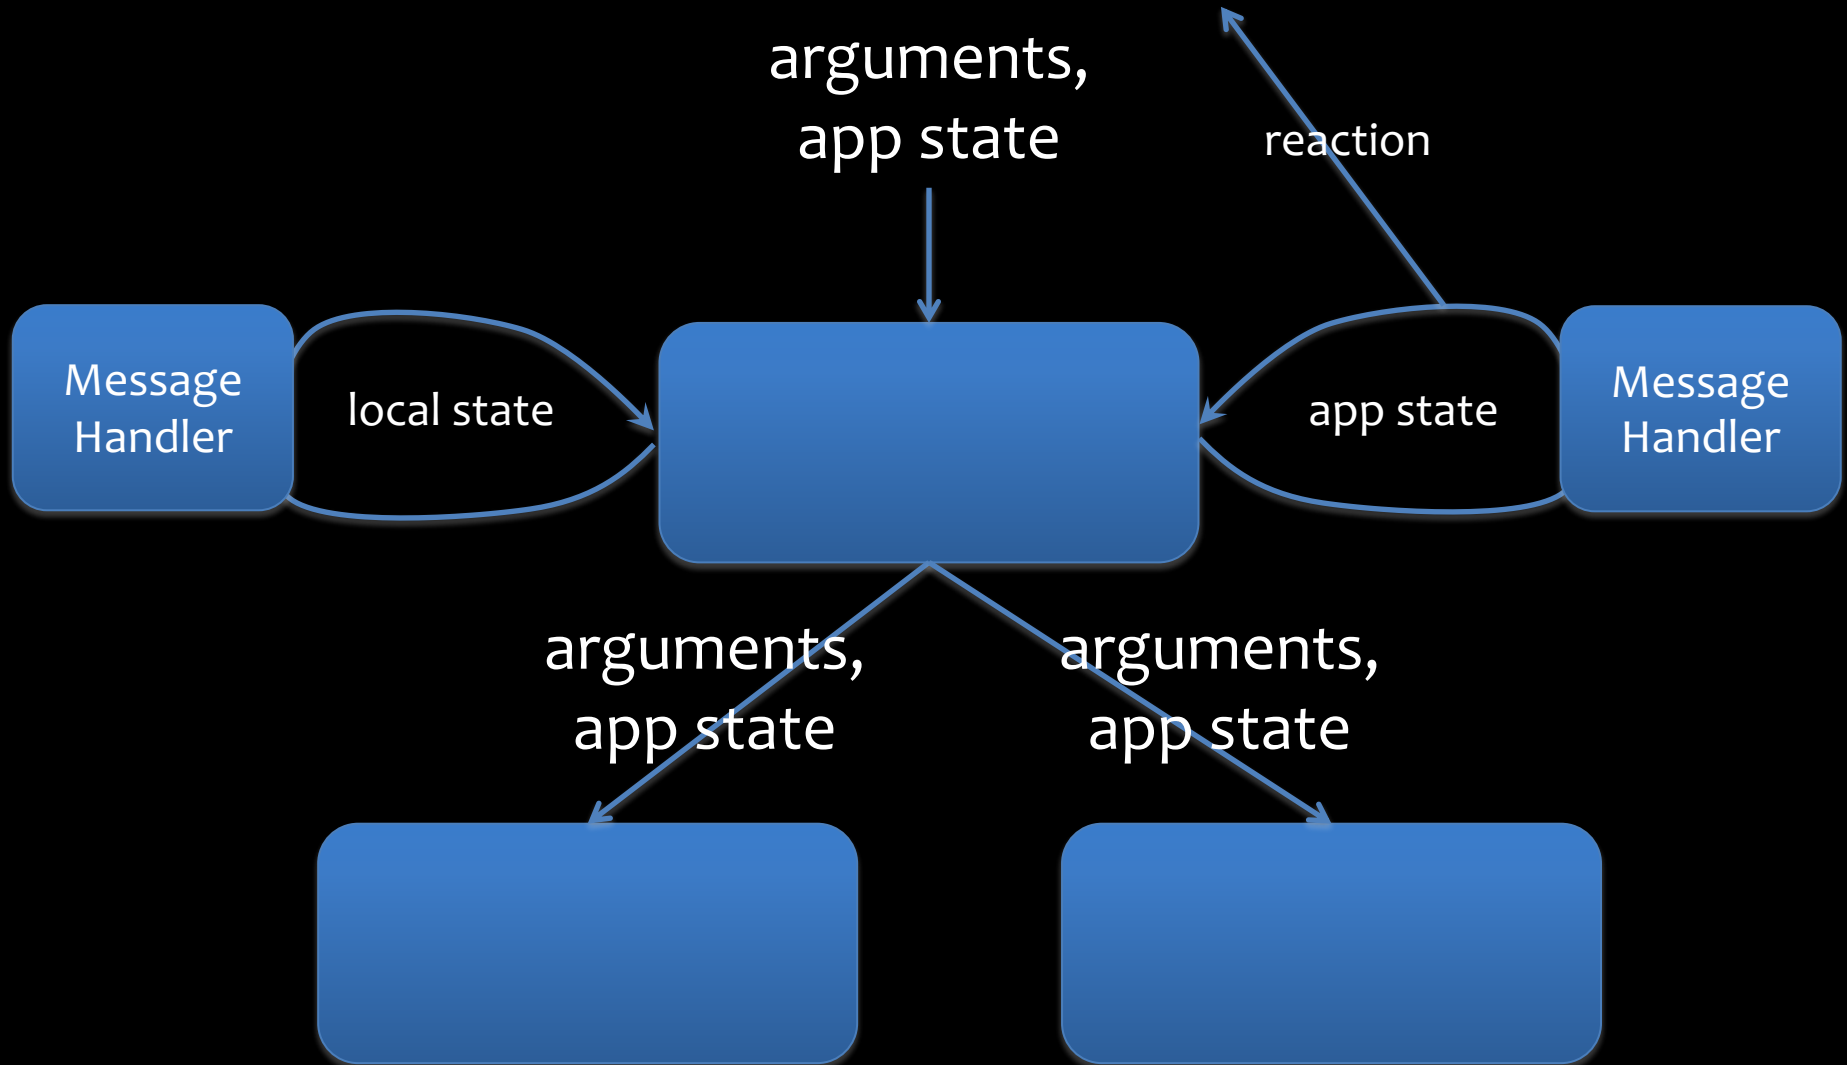 arguments,
app state
reaction
Message
Handler
local state
app state
Message
Handler
arguments,
app state
arguments,
app state